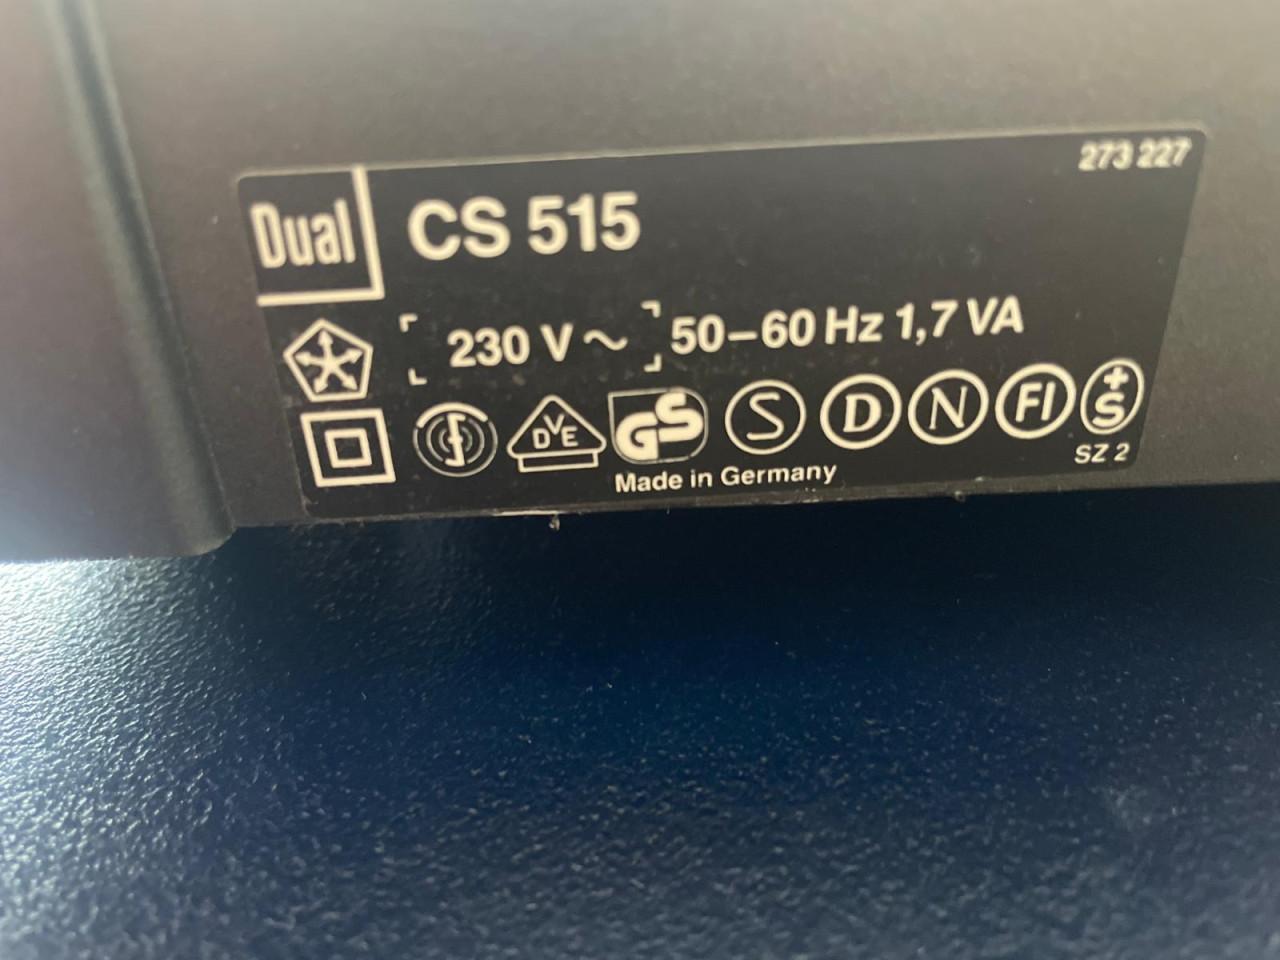 273 227
Dual CS 515
230 V ~ 50–60 Hz 1,7 VA
DVE GS S D N FI +S
SZ 2
Made in Germany